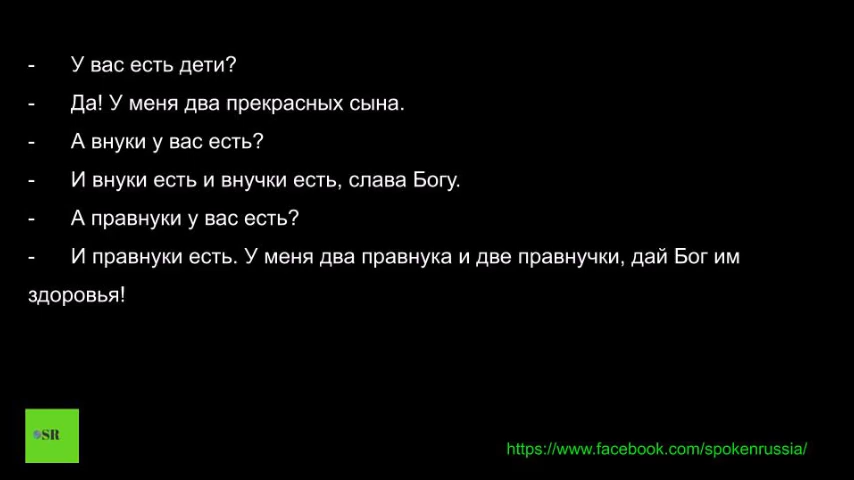 - У вас есть дети?
- Да! У меня два прекрасных сына.
- А внуки у вас есть?
- И внуки есть и внучки есть, слава Богу.
- А правнуки у вас есть?
- И правнуки есть. У меня два правнука и две правнучки, дай Бог им
здоровья!
SR
https://www.facebook.com/spokenrussia/